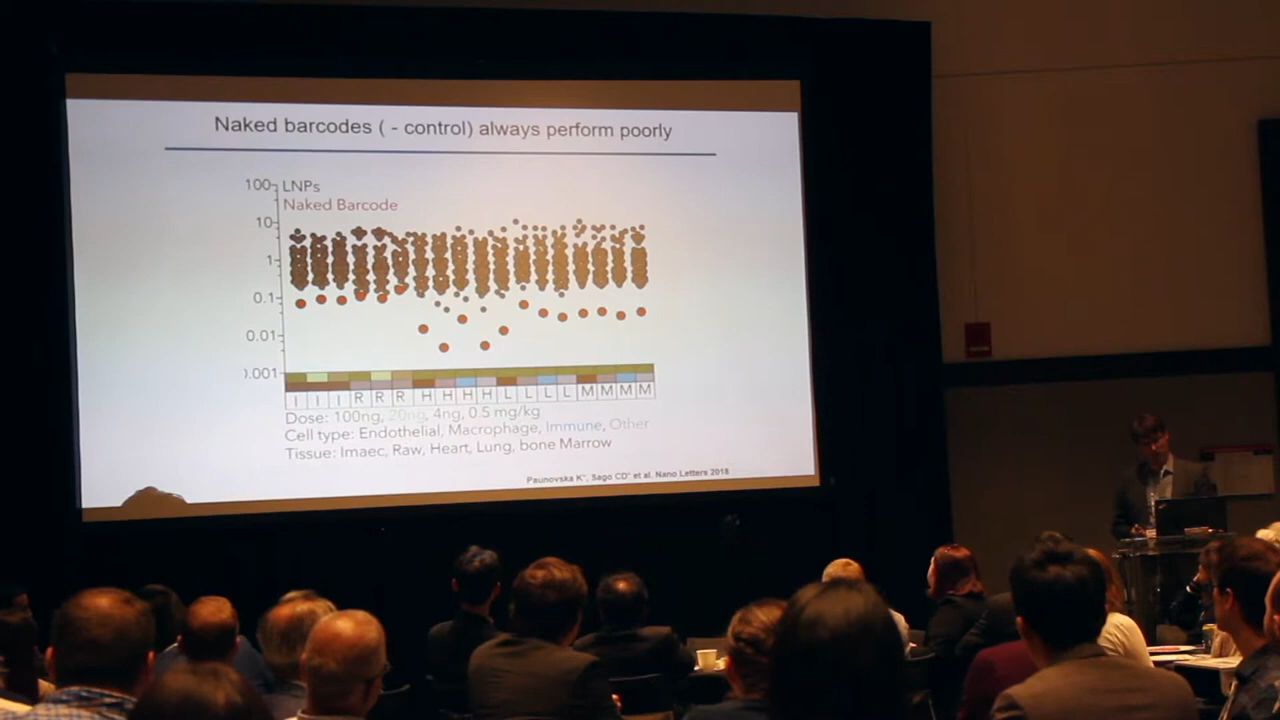 Naked barcodes ( - control) always perform poorly
100
LNPs
Naked Barcode
10
1
0.1
0.01
).001
I I I R R R H H H H L L L L M M M M
Dose: 100ng, 20ng, 4ng, 0.5 mg/kg
Cell type: Endothelial, Macrophage, Immune, Other
Tissue: Imaec, Raw, Heart, Lung, bone Marrow
Paunovska K*, Sago CD* et al. Nano Letters 2018